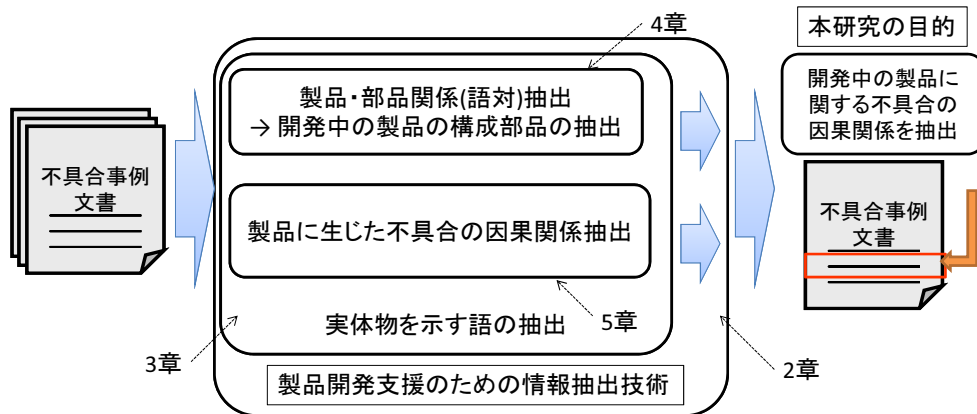 4章
本研究の目的
製品・部品関係(語対)抽出
→ 開発中の製品の構成部品の抽出
開発中の製品に
関する不具合の
因果関係を抽出
不具合事例
文書
製品に生じた不具合の因果関係抽出
不具合事例
文書
実体物を示す語の抽出
5章
3章
2章
製品開発支援のための情報抽出技術